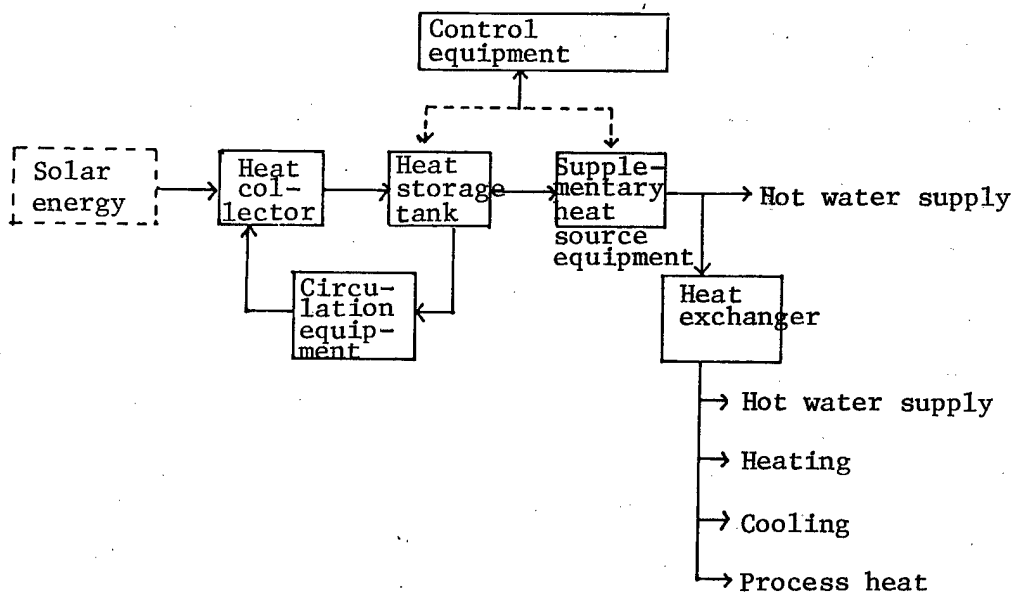 Control
equipment
Solar
energy
Heat
col-
lector
Heat
storage
tank
Supple-
mentary
heat
source
equipment
Hot water supply
Circu-
lation
equip-
ment
Heat
exchanger
Hot water supply
Heating
Cooling
Process heat